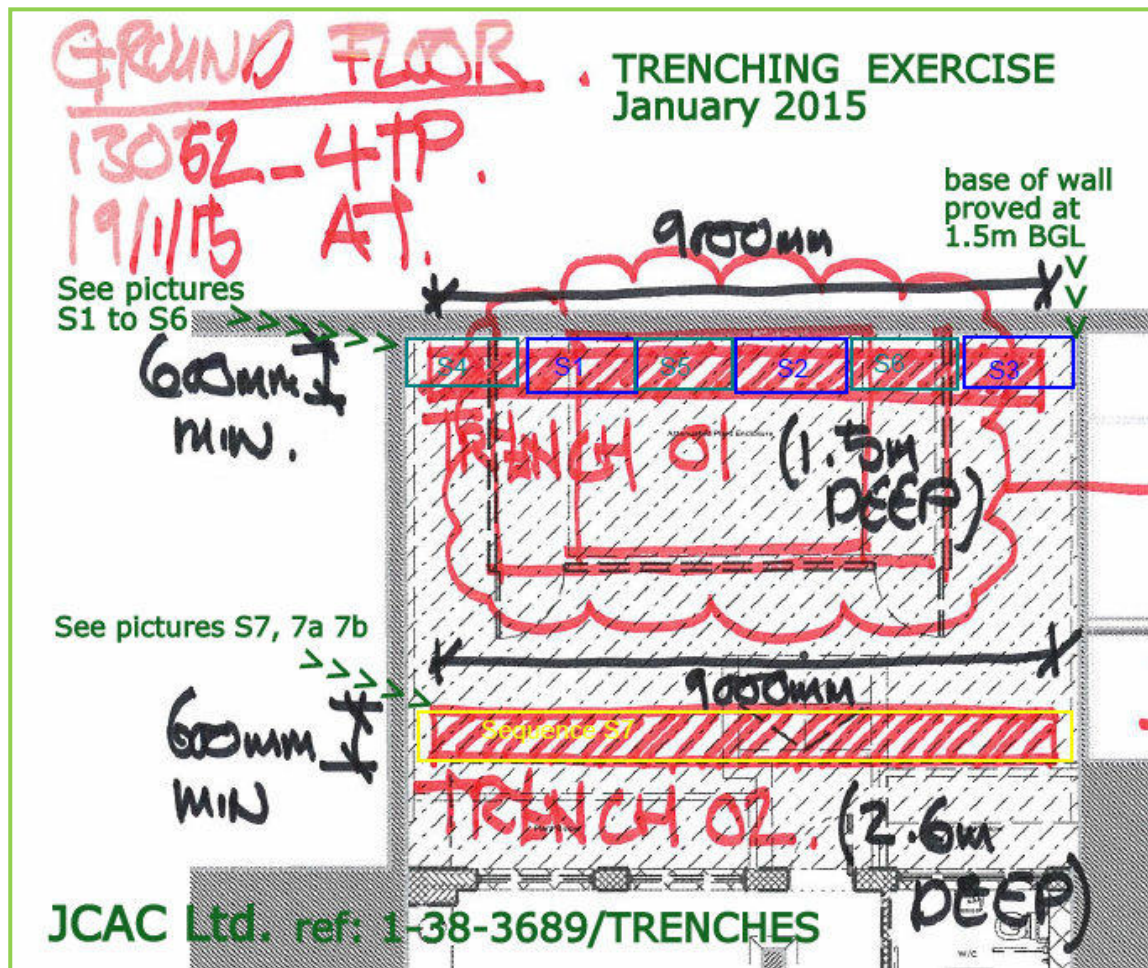 GROUND FLOOR.
13062_4TP.
19/1/15 AT.
TRENCHING EXERCISE
January 2015
base of wall
proved at
1.5m BGL
9000mm
See pictures
S1 to S6
600mm
MIN.
S4 S1 S5 S2 S6 S3
TRENCH 01 (1.5m
DEEP)
See pictures S7, 7a 7b
9000mm
Sequence S7
600mm
MIN
TRENCH 02. (2.6m
DEEP)
W/C
JCAC Ltd. ref: 1-38-3689/TRENCHES